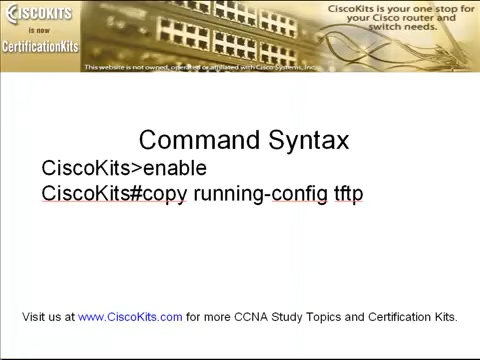 CISCOKITS
is now
CertificationKits
CiscoKits is your one stop for
your Cisco router and
switch needs.
This website is not owned, operated or affiliated with Cisco Systems, Inc.
Command Syntax
CiscoKits>enable
CiscoKits#copy running-config tftp
Visit us at www.CiscoKits.com for more CCNA Study Topics and Certification Kits.